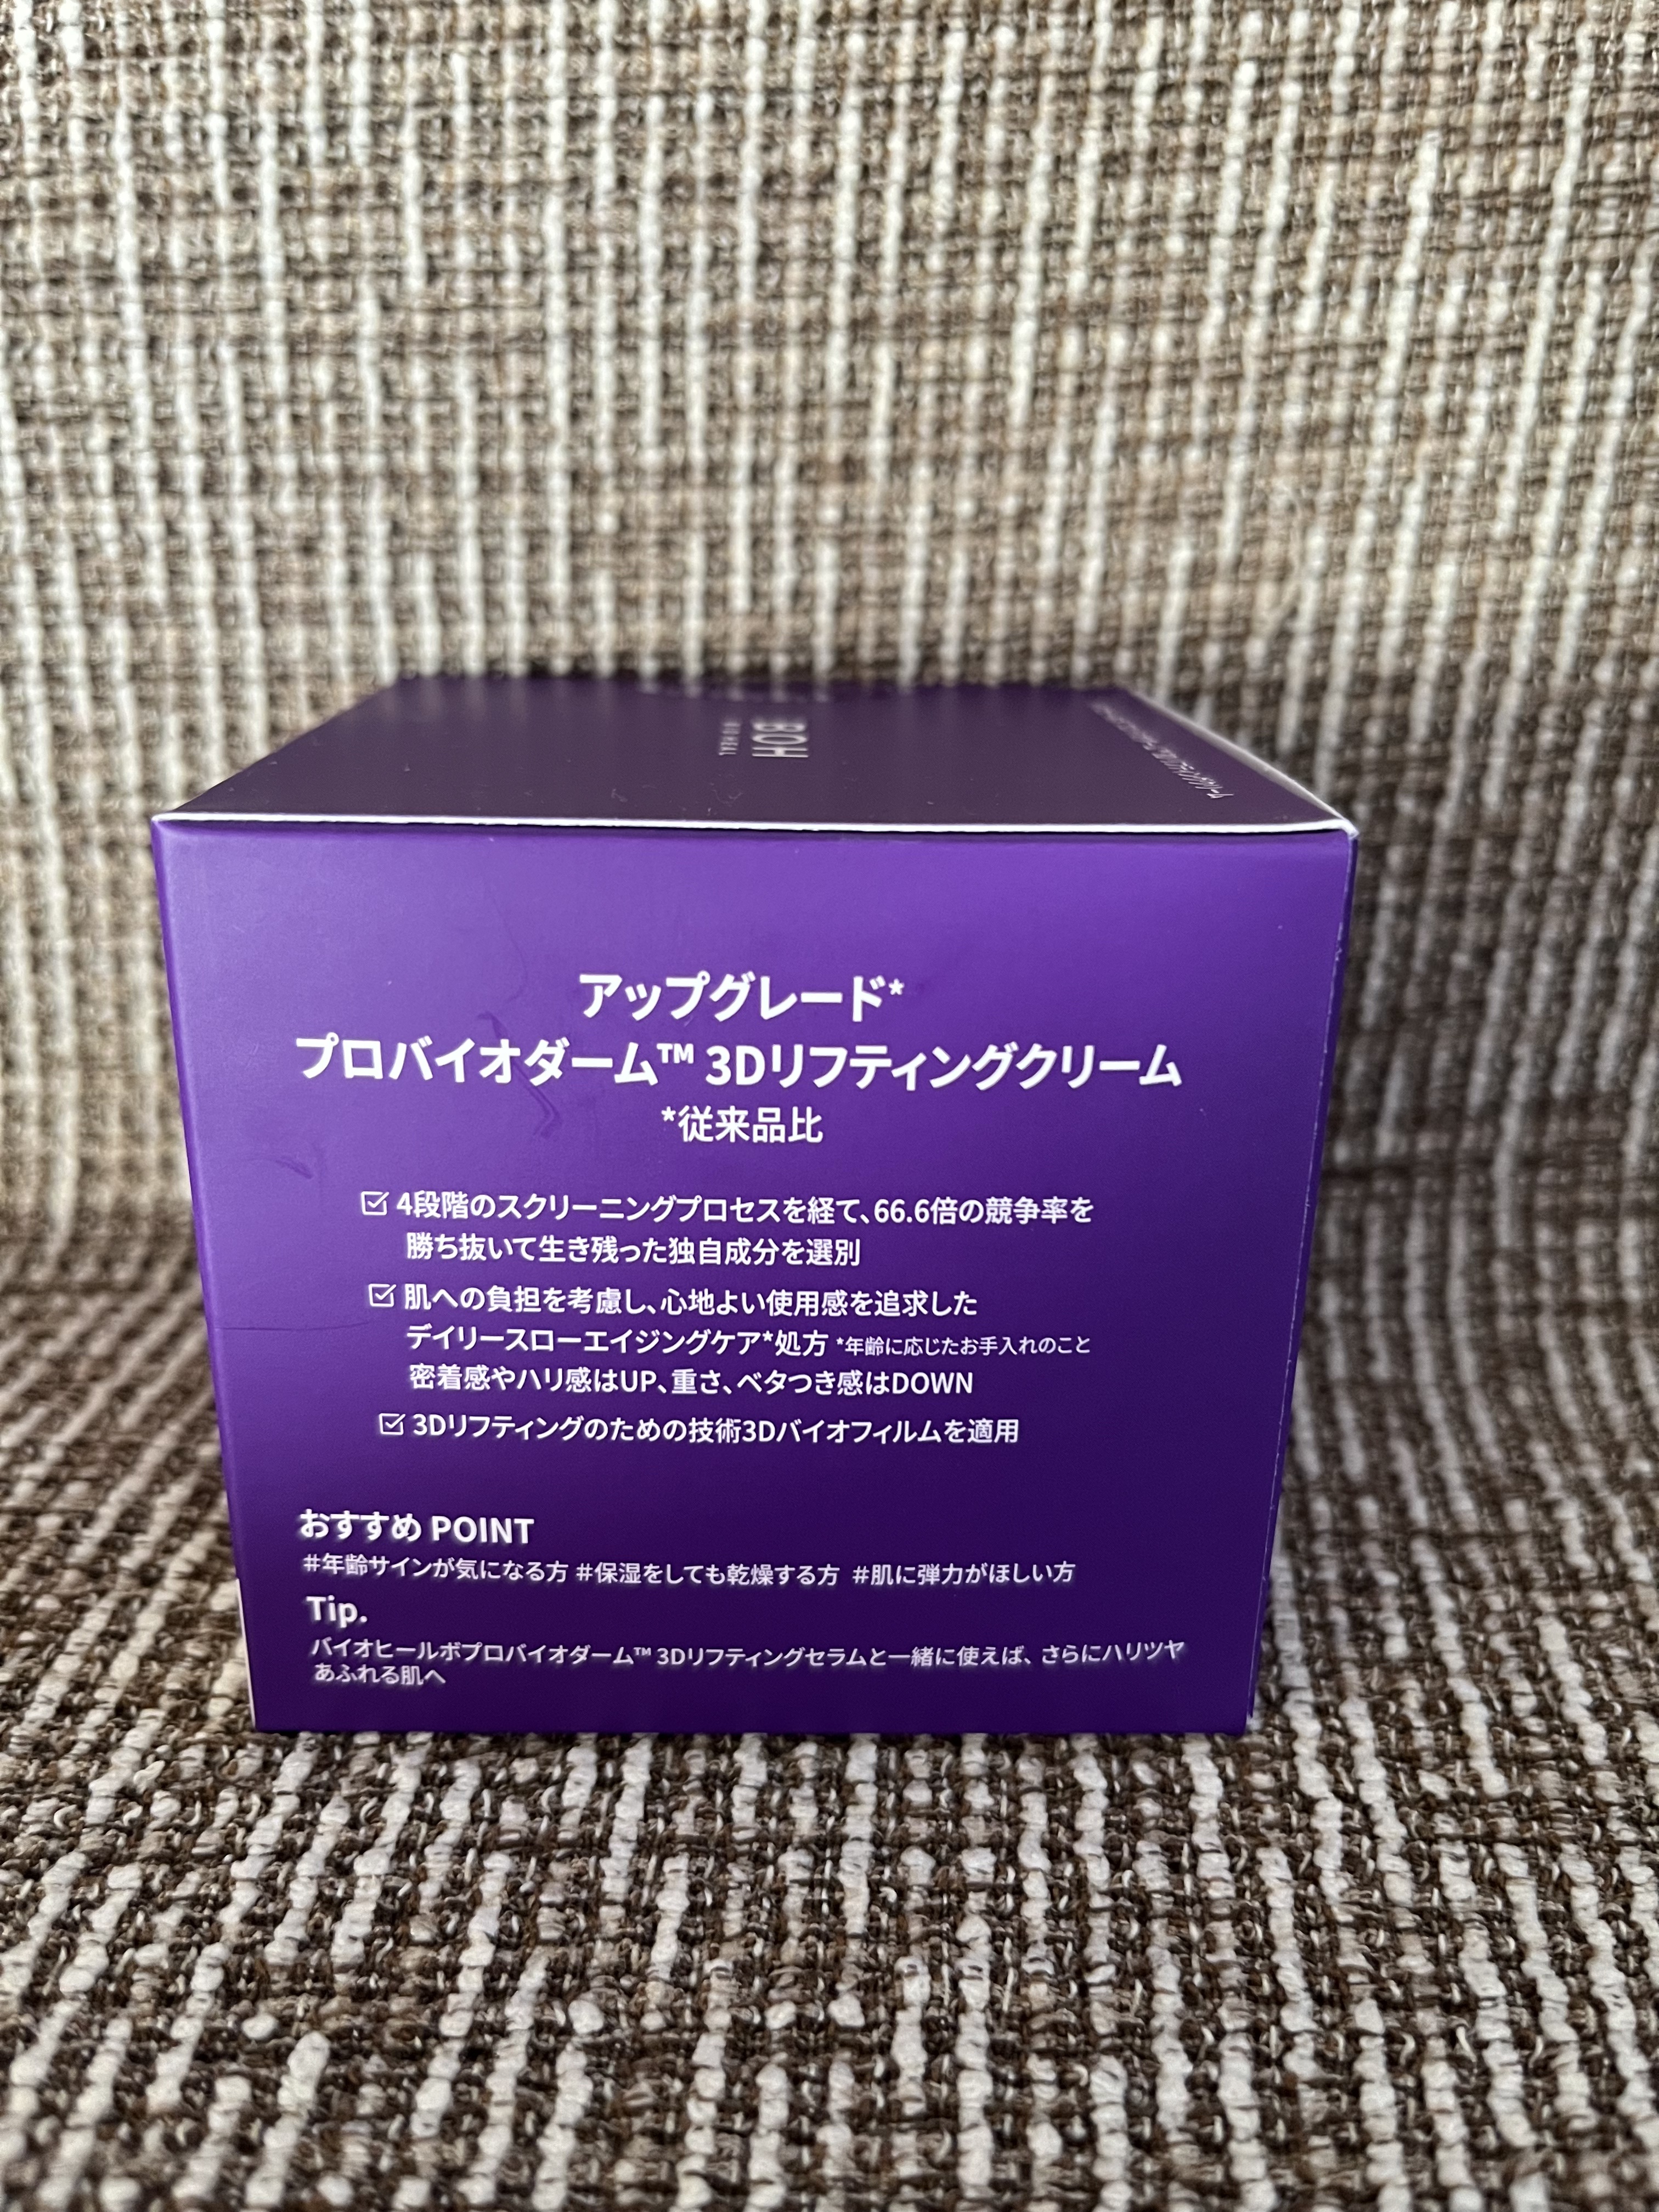 BOH
BIO HEAL
アップグレード*
プロバイオダーム™ 3Dリフティングクリーム
*従来品比
4段階のスクリーニングプロセスを経て、66.6倍の競争率を
勝ち抜いて生き残った独自成分を選別
肌への負担を考慮し、心地よい使用感を追求した
デイリースローエイジングケア*処方 *年齢に応じたお手入れのこと
密着感やハリ感はUP、重さ、ベタつき感はDOWN
3Dリフティングのための技術3Dバイオフィルムを適用
おすすめ POINT
#年齢サインが気になる方 #保湿をしても乾燥する方 #肌に弾力がほしい方
Tip.
バイオヒールボプロバイオダーム™ 3Dリフティングセラムと一緒に使えば、さらにハリツヤ
あふれる肌へ